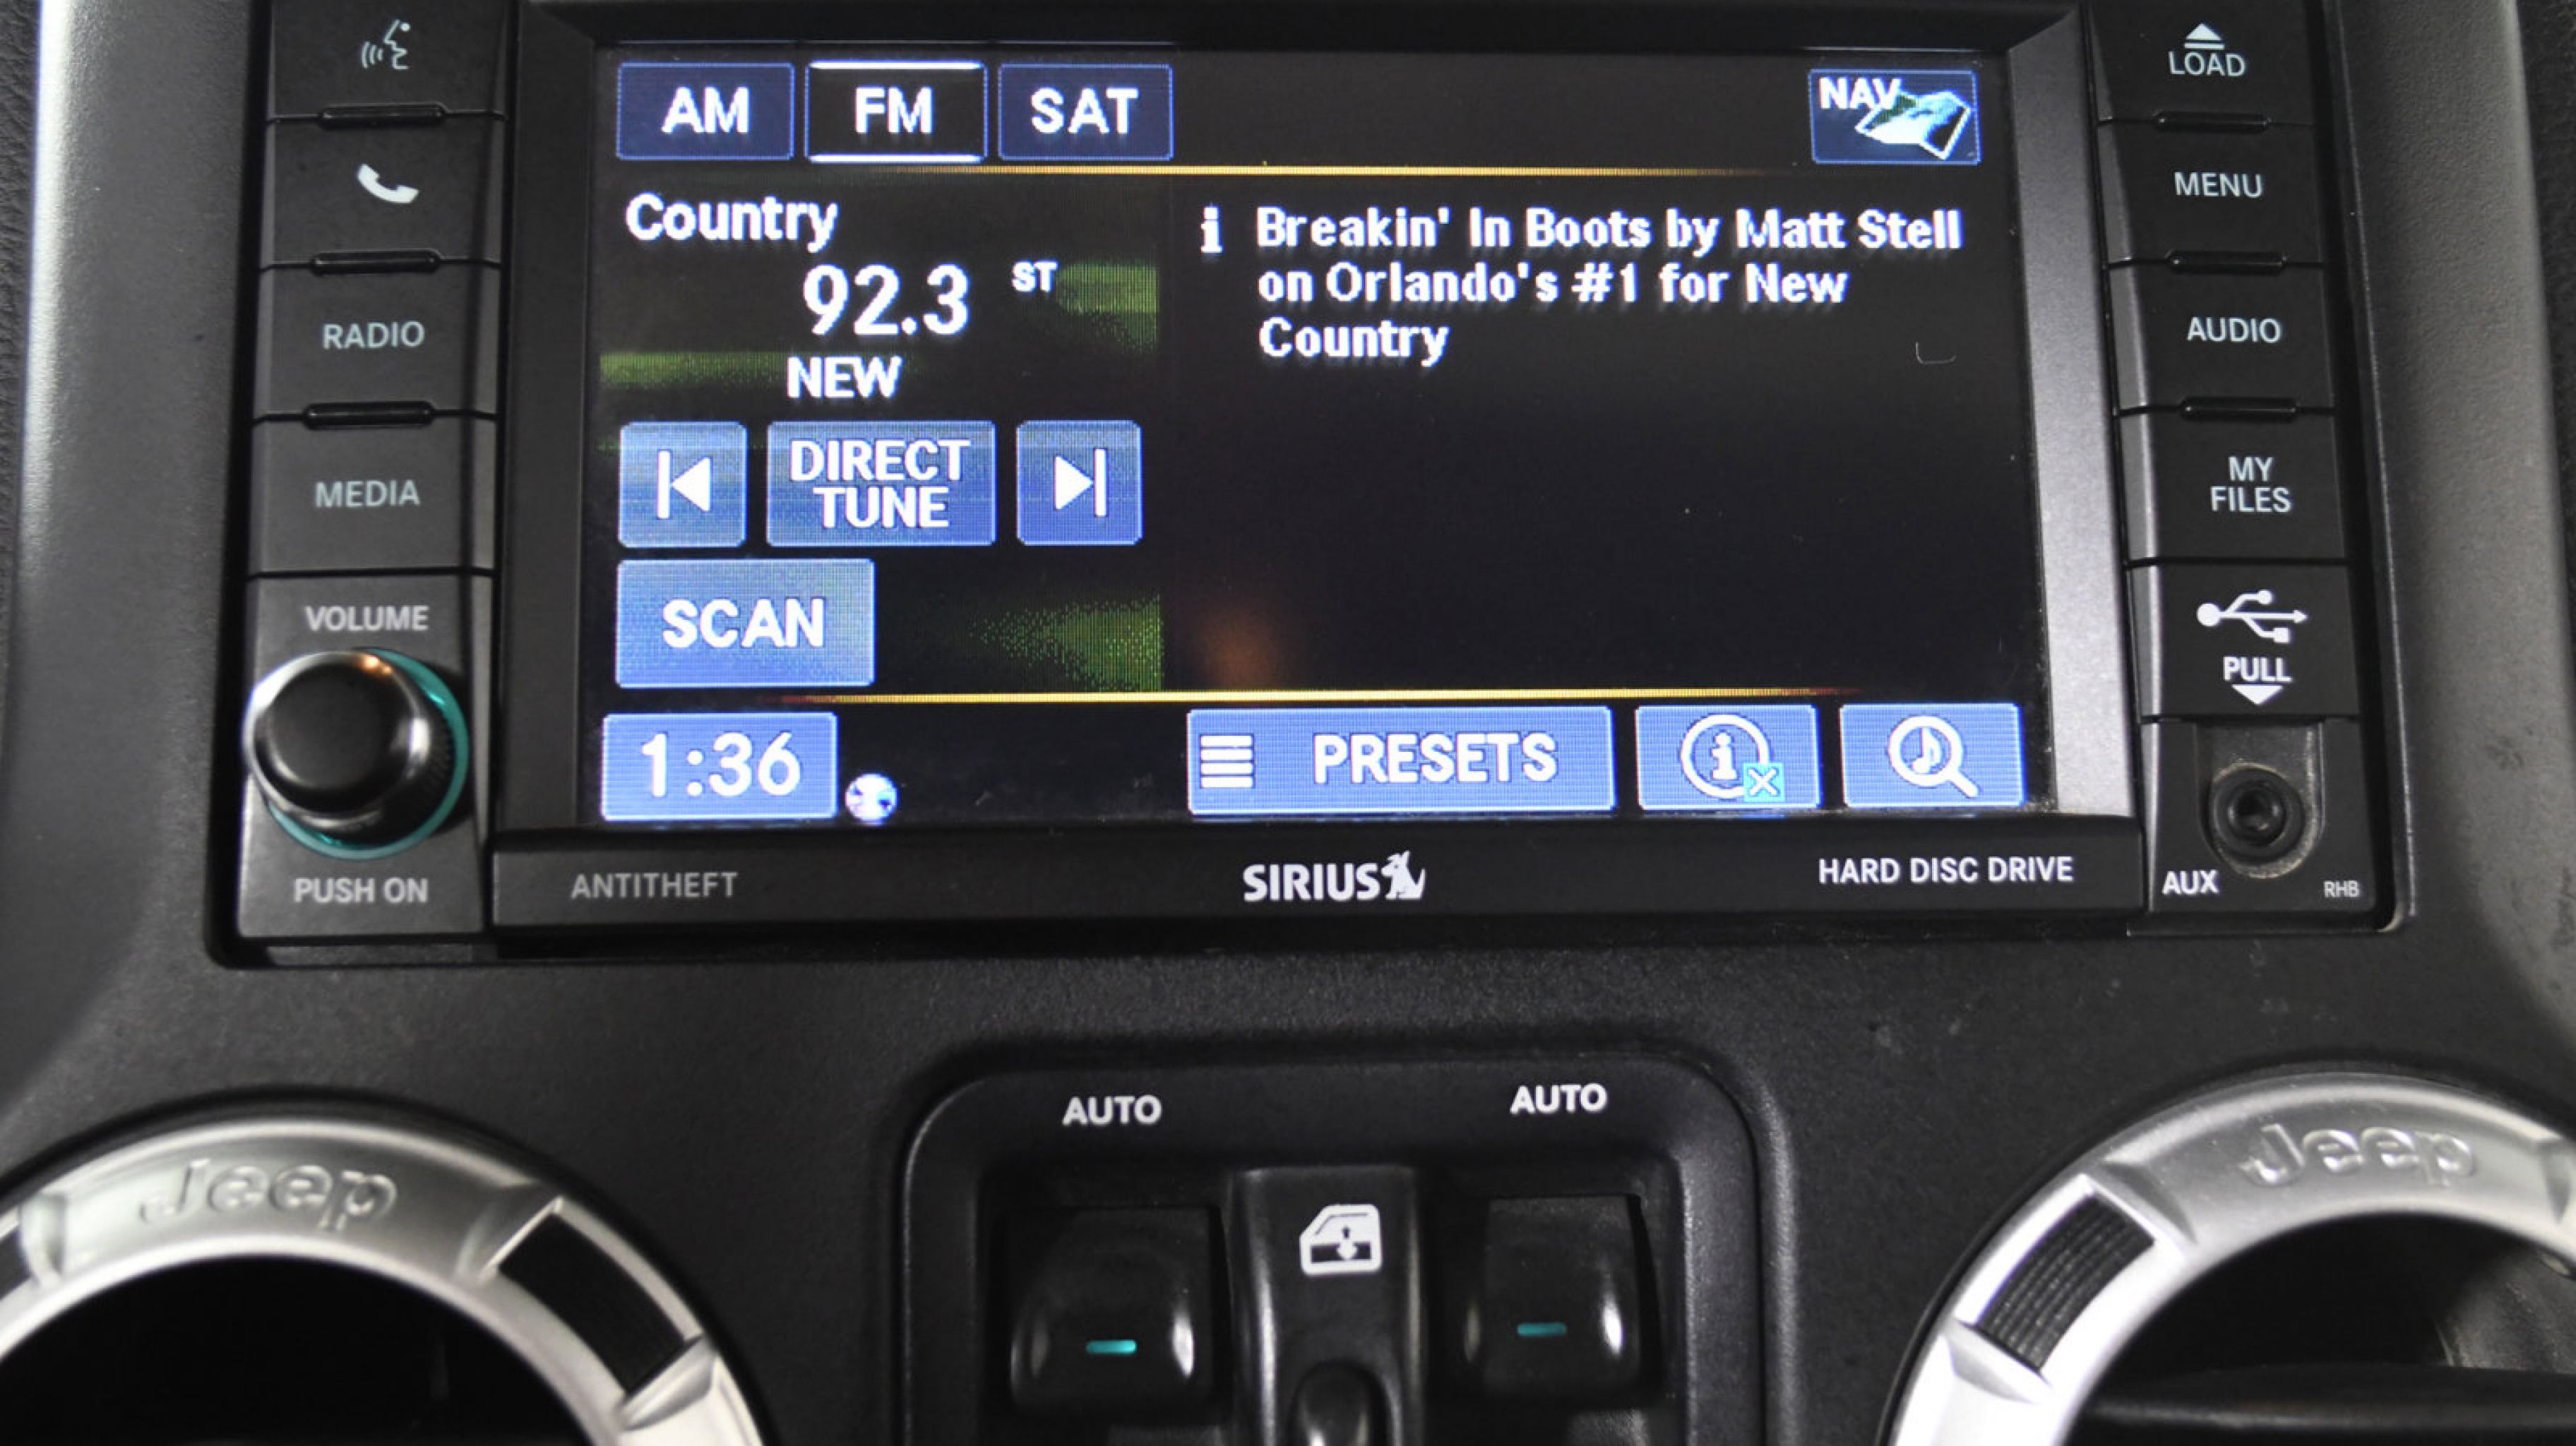 LOAD
AM FM SAT NAV
MENU
Country
92.3 ST
NEW
i Breakin' In Boots by Matt Stell
on Orlando's #1 for New
Country
RADIO
AUDIO
DIRECT
TUNE
MEDIA
MY
FILES
SCAN
VOLUME
PULL
1:36
PRESETS
i
PUSH ON
ANTITHEFT
SIRIUS
HARD DISC DRIVE
AUX
RHB
AUTO
AUTO
Jeep
Jeep